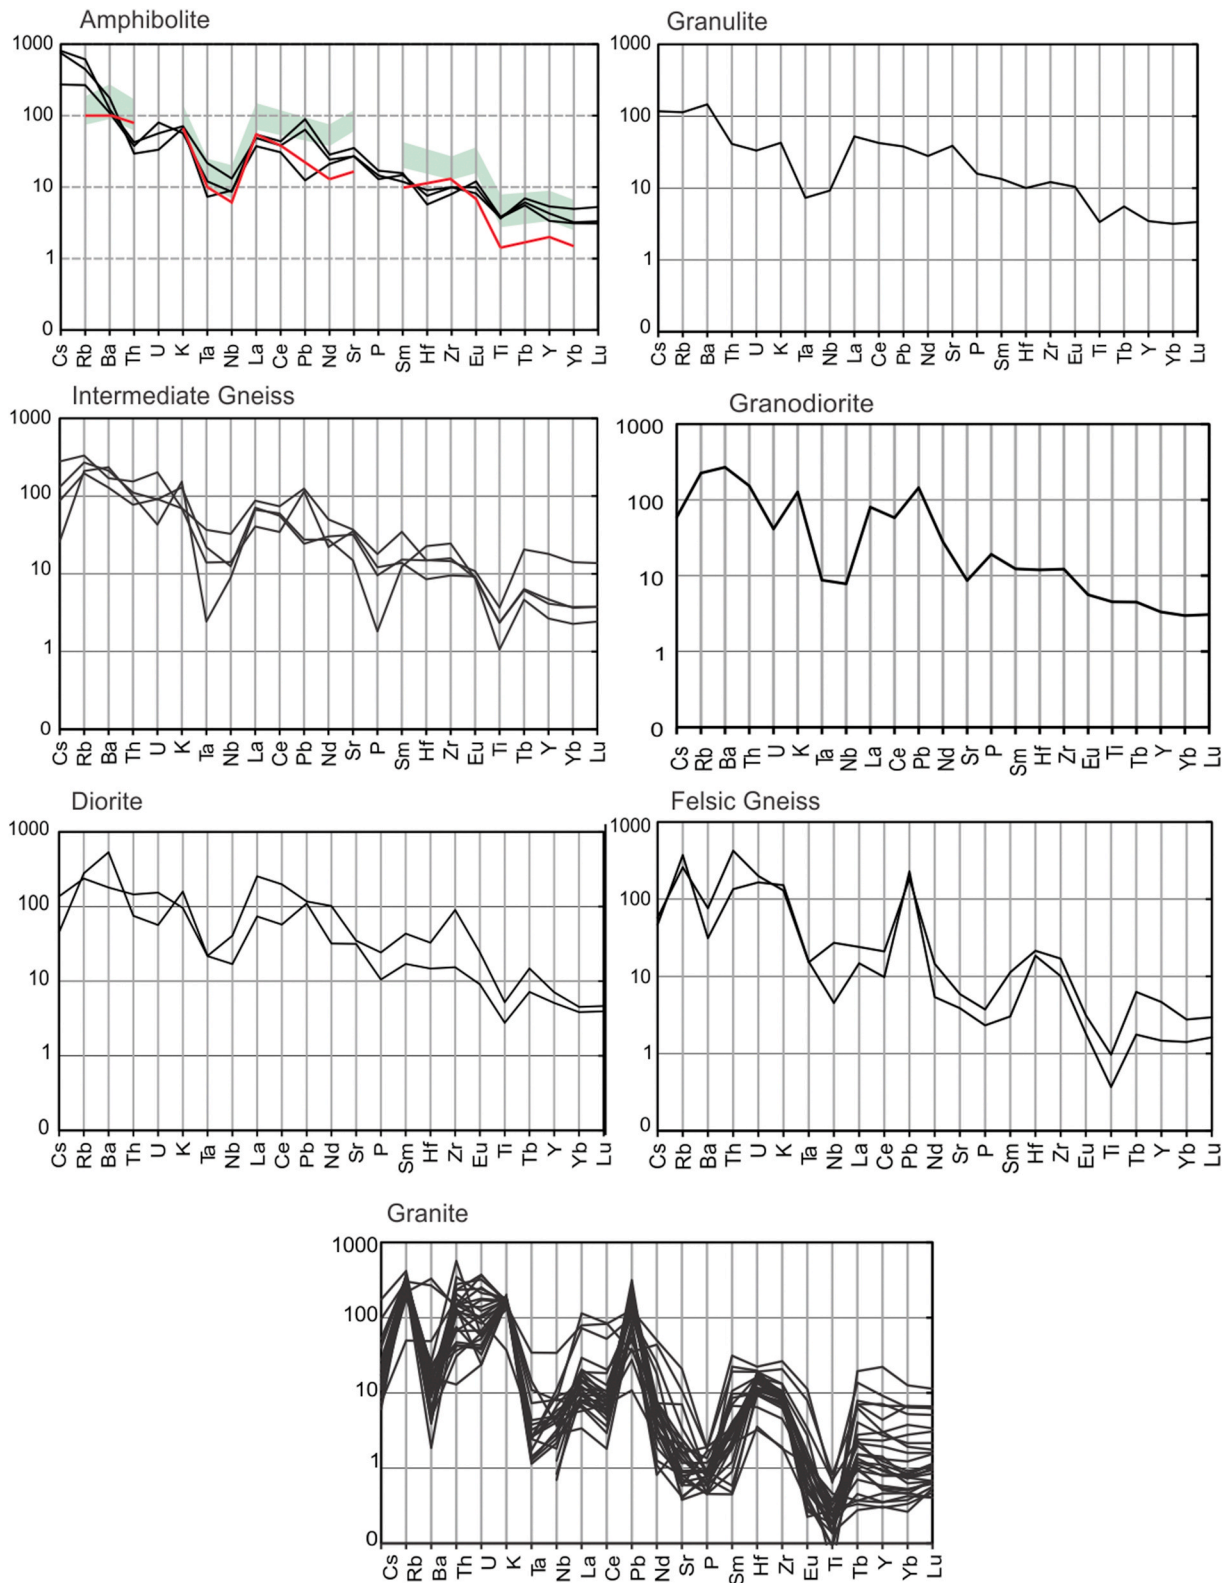 Amphibolite
1000
100
10
1
0
Cs Rb Ba Th U K Ta Nb La Ce Pb Nd Sr P Sm Hf Zr Eu Ti Tb Y Yb Lu
Granulite
1000
100
10
1
0
Cs Rb Ba Th U K Ta Nb La Ce Pb Nd Sr P Sm Hf Zr Eu Ti Tb Y Yb Lu
Intermediate Gneiss
1000
100
10
1
0
Cs Rb Ba Th U K Ta Nb La Ce Pb Nd Sr P Sm Hf Zr Eu Ti Tb Y Yb Lu
Granodiorite
1000
100
10
1
0
Cs Rb Ba Th U K Ta Nb La Ce Pb Nd Sr P Sm Hf Zr Eu Ti Tb Y Yb Lu
Diorite
1000
100
10
1
0
Cs Rb Ba Th U K Ta Nb La Ce Pb Nd Sr P Sm Hf Zr Eu Ti Tb Y Yb Lu
Felsic Gneiss
1000
100
10
1
0
Cs Rb Ba Th U K Ta Nb La Ce Pb Nd Sr P Sm Hf Zr Eu Ti Tb Y Yb Lu
Granite
1000
100
10
1
0
Cs Rb Ba Th U K Ta Nb La Ce Pb Nd Sr P Sm Hf Zr Eu Ti Tb Y Yb Lu